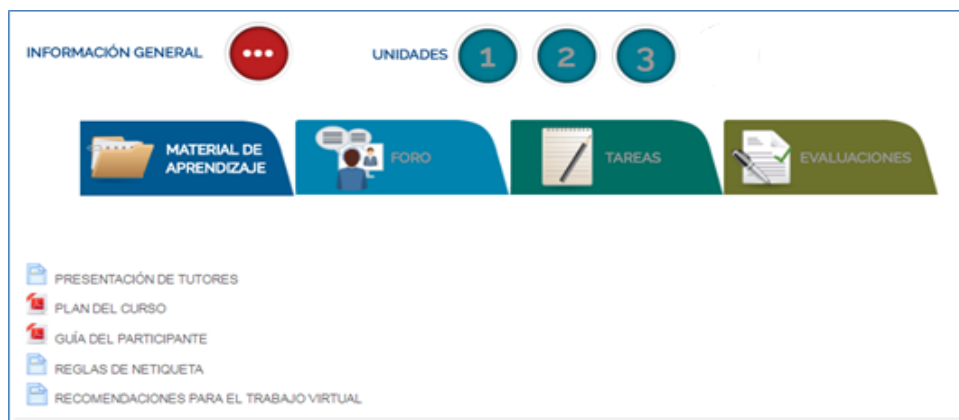 INFORMACIÓN GENERAL
UNIDADES 1 2 3
MATERIAL DE
APRENDIZAJE
FORO
TAREAS
EVALUACIONES
PRESENTACIÓN DE TUTORES
PLAN DEL CURSO
GUÍA DEL PARTICIPANTE
REGLAS DE NETIQUETA
RECOMENDACIONES PARA EL TRABAJO VIRTUAL